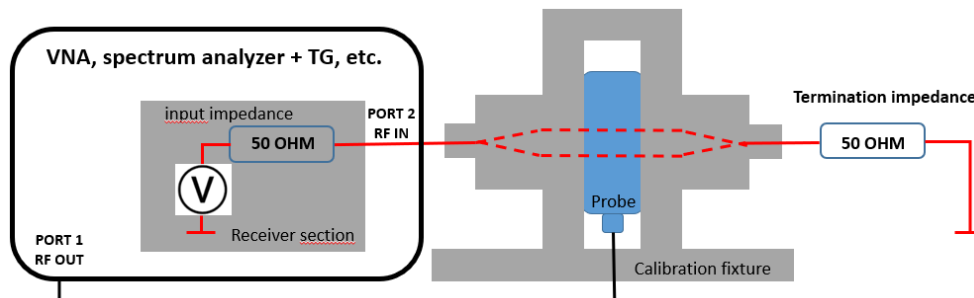 VNA, spectrum analyzer + TG, etc.
input impedance
50 OHM
V
Receiver section
PORT 2
RF IN
PORT 1
RF OUT
Probe
Calibration fixture
Termination impedance
50 OHM